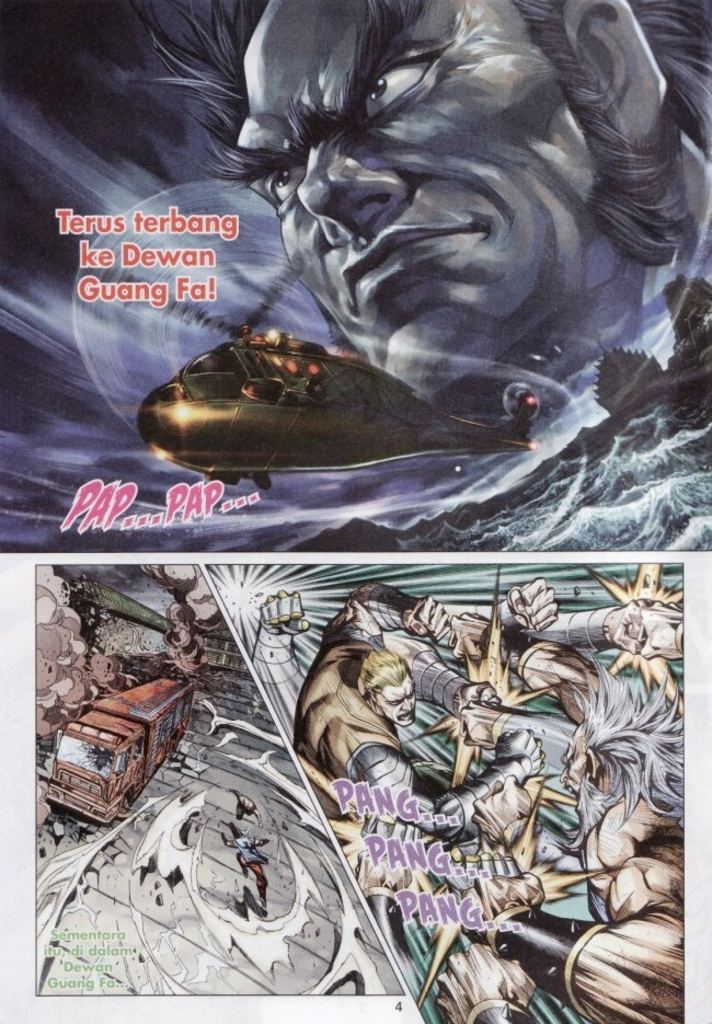 Terus terbang
ke Dewan
Guang Fa!
PAP...PAP...
Sementara
itu, di dalam
Dewan
Guang Fa...
PANG...
PANG...
PANG...
4